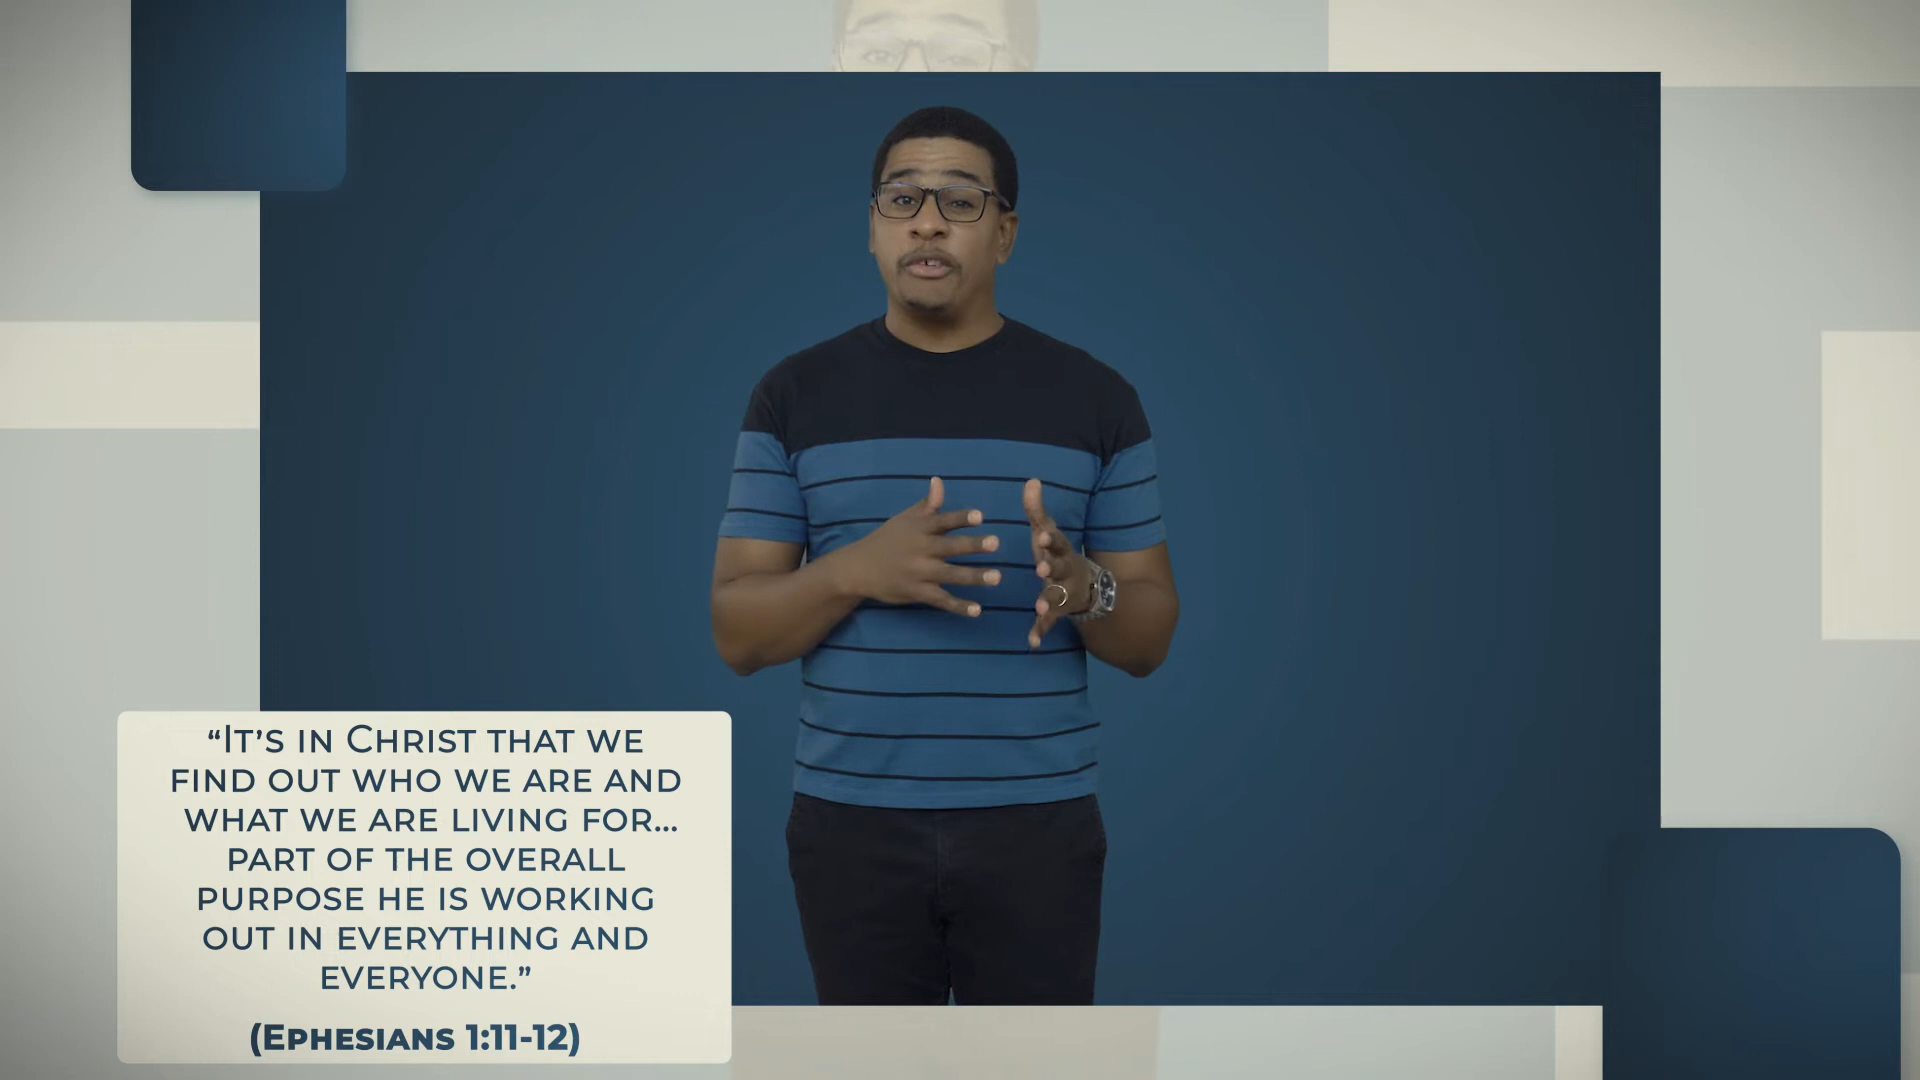 “It’s in Christ that we
find out who we are and
what we are living for...
part of the overall
purpose he is working
out in everything and
everyone.”
(Ephesians 1:11-12)